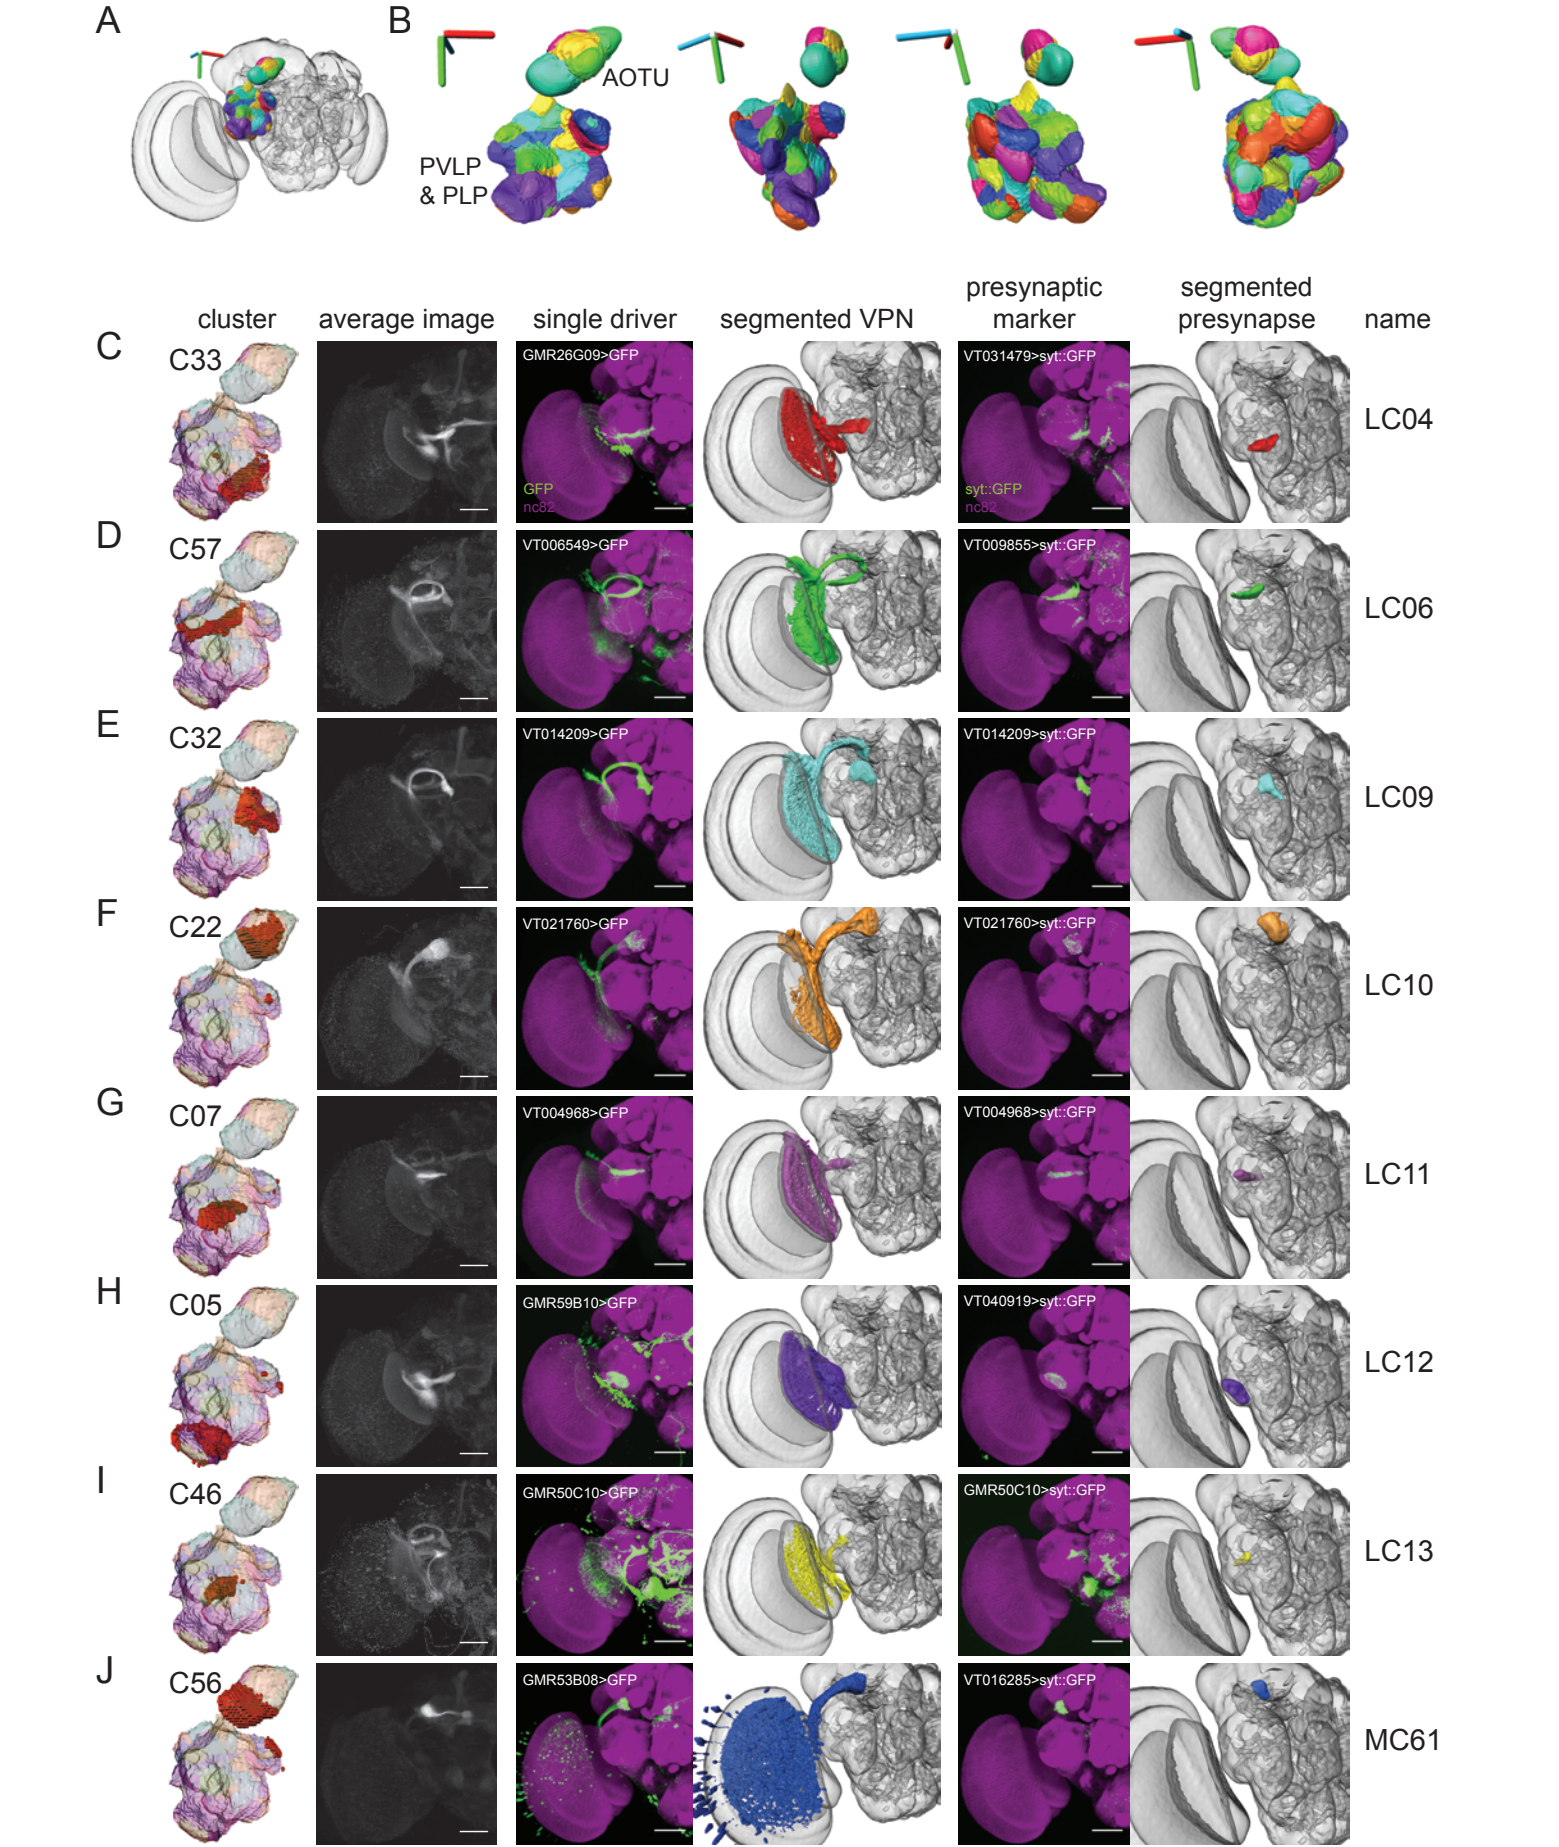 A
B
AOTU
PVLP
& PLP
cluster
average image
single driver
segmented VPN
presynaptic
marker
segmented
presynapse
name
C
C33
GMR26G09>GFP
GFP
nc82
VT031479>syt::GFP
syt::GFP
nc82
LC04
D
C57
VT006549>GFP
VT009855>syt::GFP
LC06
E
C32
VT014209>GFP
VT014209>syt::GFP
LC09
F
C22
VT021760>GFP
VT021760>syt::GFP
LC10
G
C07
VT004968>GFP
VT004968>syt::GFP
LC11
H
C05
GMR59B10>GFP
VT040919>syt::GFP
LC12
I
C46
GMR50C10>GFP
GMR50C10>syt::GFP
LC13
J
C56
GMR53B08>GFP
VT016285>syt::GFP
MC61